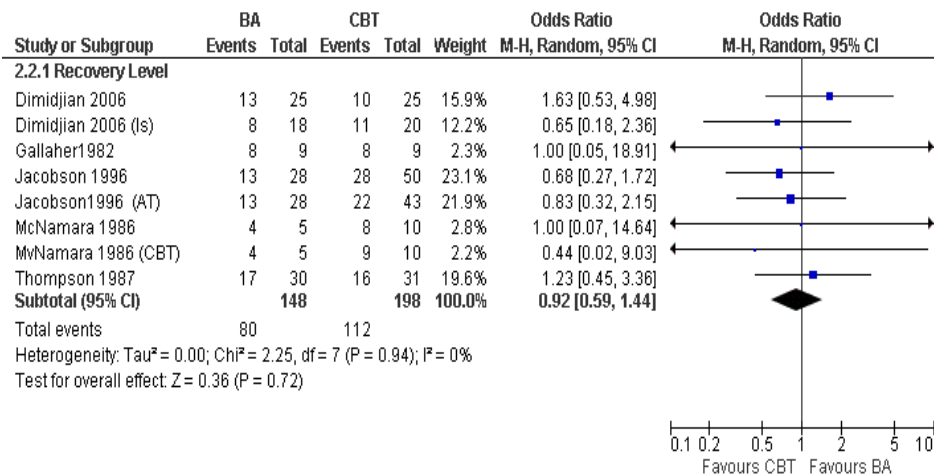 BA CBT Odds Ratio Odds Ratio
Study or Subgroup Events Total Events Total Weight M-H, Random, 95% CI M-H, Random, 95% CI
2.2.1 Recovery Level
Dimidjian 2006 13 25 10 25 15.9% 1.63 [0.53, 4.98]
Dimidjian 2006 (ls) 8 18 11 20 12.2% 0.65 [0.18, 2.36]
Gallaher1982 8 9 8 9 2.3% 1.00 [0.05, 18.91]
Jacobson 1996 13 28 28 50 23.1% 0.68 [0.27, 1.72]
Jacobson1996 (AT) 13 28 22 43 21.9% 0.83 [0.32, 2.15]
McNamara 1986 4 5 8 10 2.8% 1.00 [0.07, 14.64]
MvNamara 1986 (CBT) 4 5 9 10 2.2% 0.44 [0.02, 9.03]
Thompson 1987 17 30 16 31 19.6% 1.23 [0.45, 3.36]
Subtotal (95% CI) 148 198 100.0% 0.92 [0.59, 1.44]
Total events 80 112
Heterogeneity: Tau² = 0.00; Chi² = 2.25, df = 7 (P = 0.94); I² = 0%
Test for overall effect: Z = 0.36 (P = 0.72)
0.1 0.2 0.5 1 2 5 10
Favours CBT Favours BA